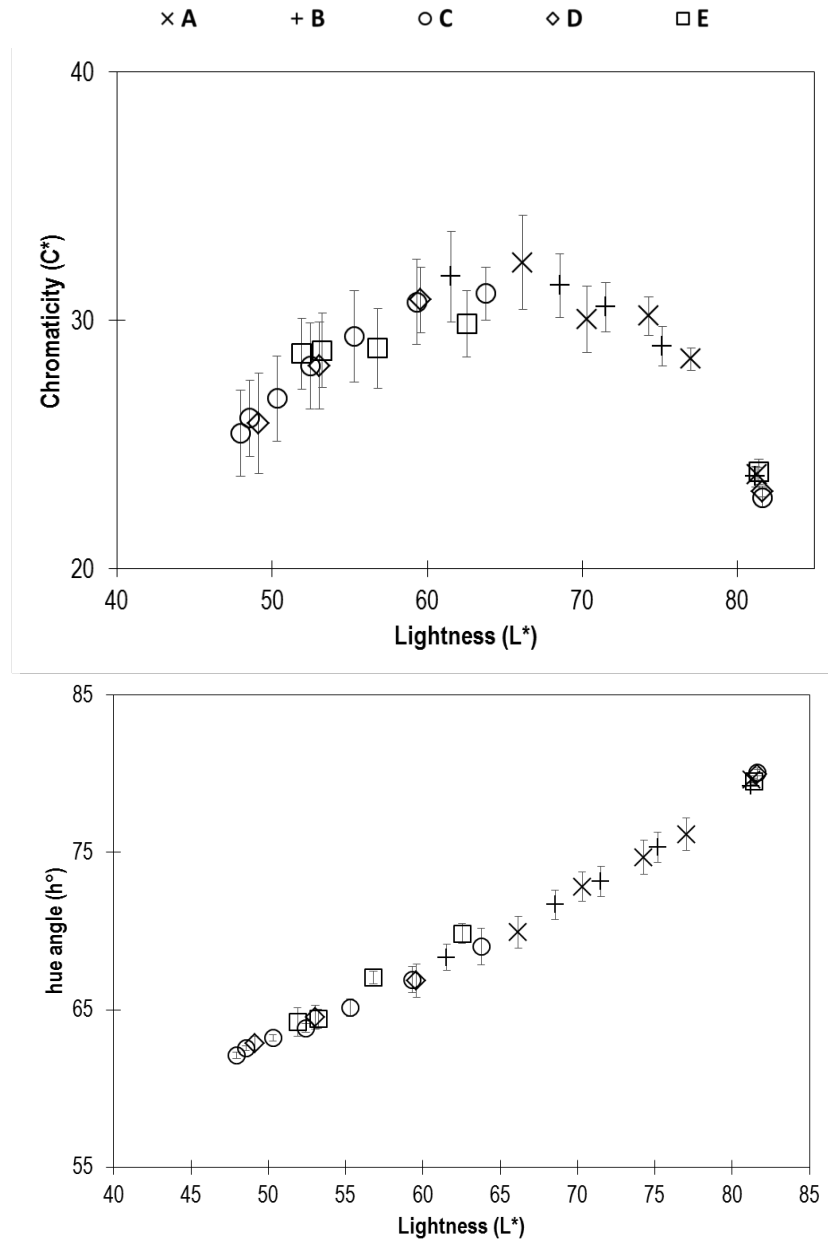 × A + B ○ C ◇ D □ E
40
30
20
Chromaticity (C*)
40 50 60 70 80
Lightness (L*)
85
75
65
55
hue angle (h°)
40 45 50 55 60 65 70 75 80 85
Lightness (L*)